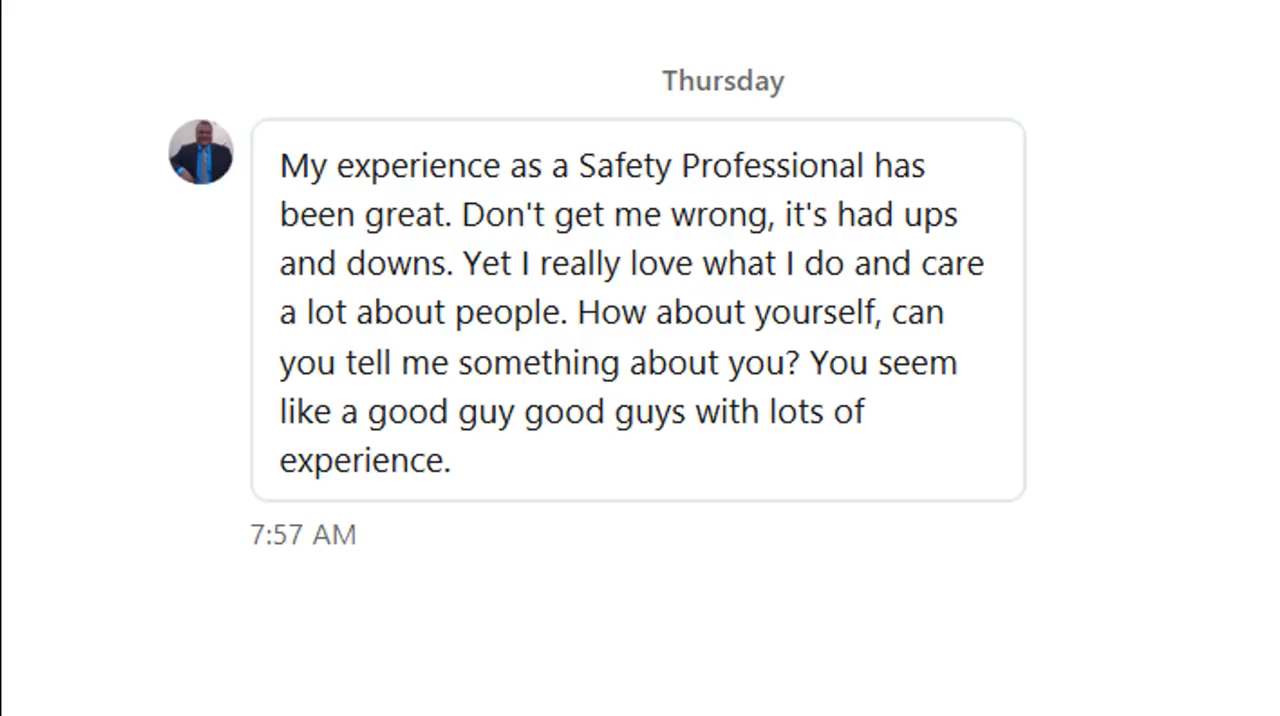 Thursday
My experience as a Safety Professional has
been great. Don't get me wrong, it's had ups
and downs. Yet I really love what I do and care
a lot about people. How about yourself, can
you tell me something about you? You seem
like a good guy good guys with lots of
experience.
7:57 AM